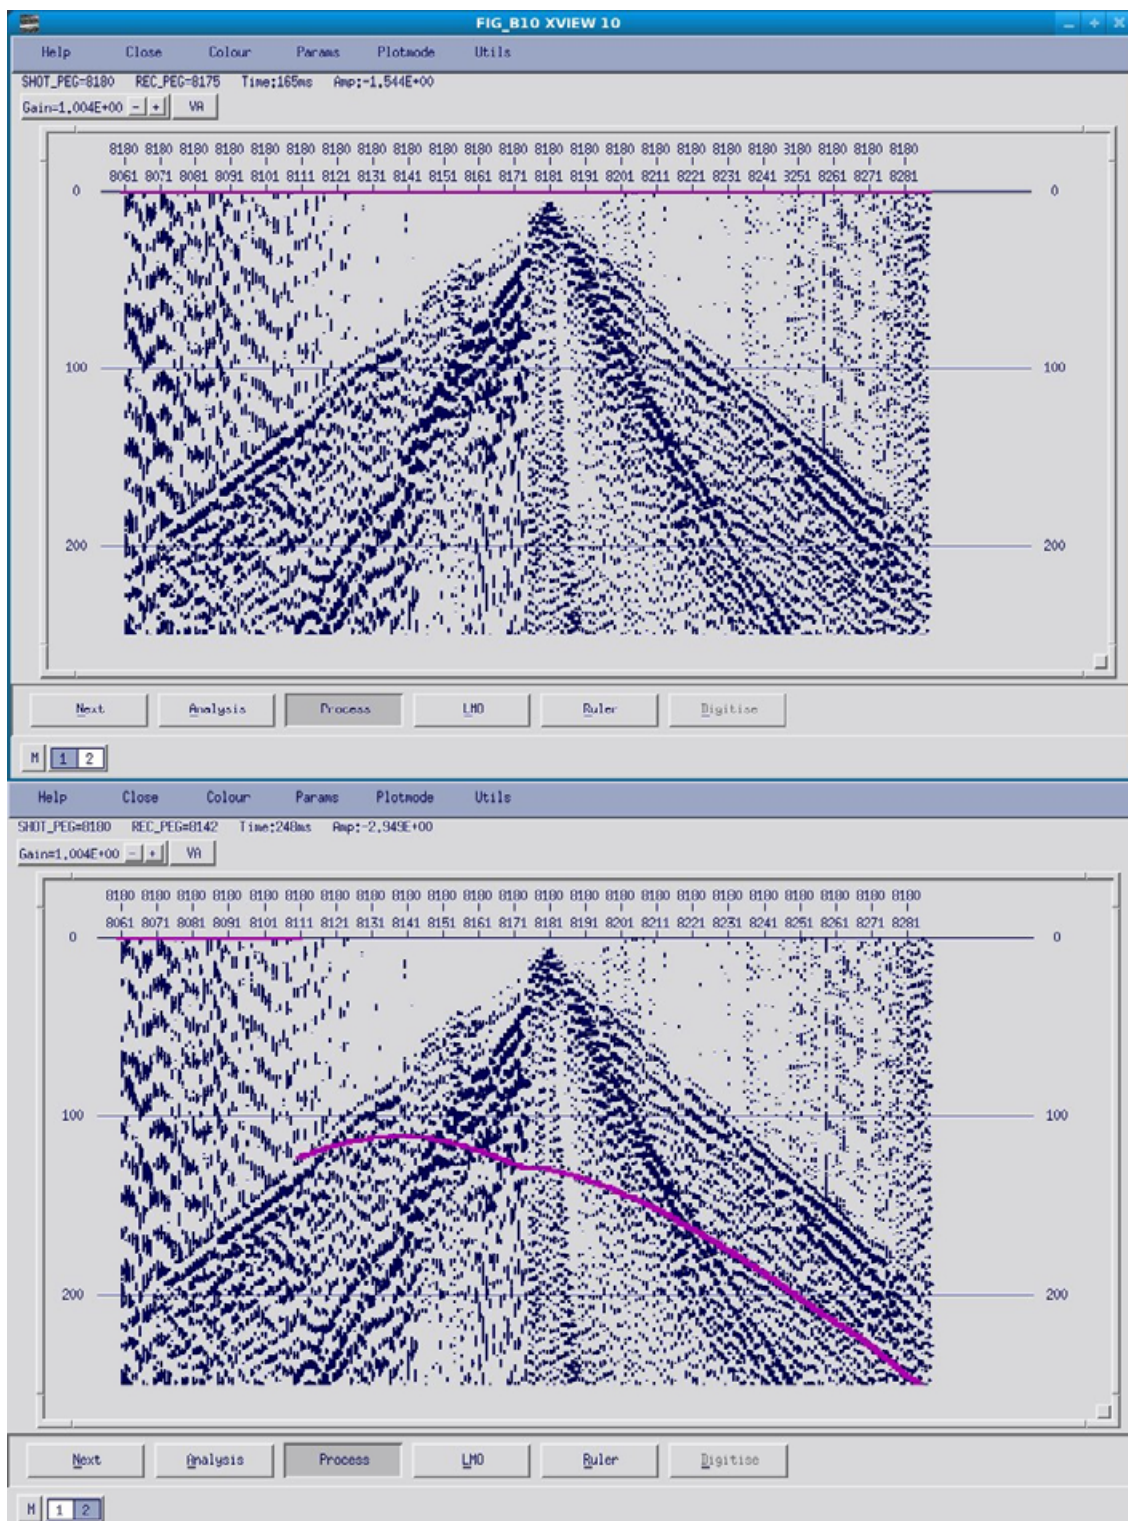 FIG_B10 XVIEW 10
Help Close Colour Params Plotmode Utils
SHOT_PEG=8180 REC_PEG=8175 Time:165ms Amp:-1,544E+00
Gain=1,004E+00 - + VA
8180 8180 8180 8180 8180 8180 8180 8180 8180 8180 8180 8180 8180 8180 8180 8180 8180 8180 8180 3180 8180 8180 8180
8061 8071 8081 8091 8101 8111 8121 8131 8141 8151 8161 8171 8181 8191 8201 8211 8221 8231 8241 8251 8261 8271 8281
0 0
100 100
200 200
Next Analysis Process LMO Ruler Digitise
M 1 2
Help Close Colour Params Plotmode Utils
SHOT_PEG=8180 REC_PEG=8142 Time:248ms Amp:-2,949E+00
Gain=1,004E+00 - + VA
8180 8180 8180 8180 8180 8180 8180 8180 8180 8180 8180 8180 8180 8180 8180 8180 8180 8180 8180 8180 8180 8180 8180
8061 8071 8081 8091 8101 8111 8121 8131 8141 8151 8161 8171 8181 8191 8201 8211 8221 8231 8241 8251 8261 8271 8281
0 0
100 100
200 200
Next Analysis Process LMO Ruler Digitise
M 1 2